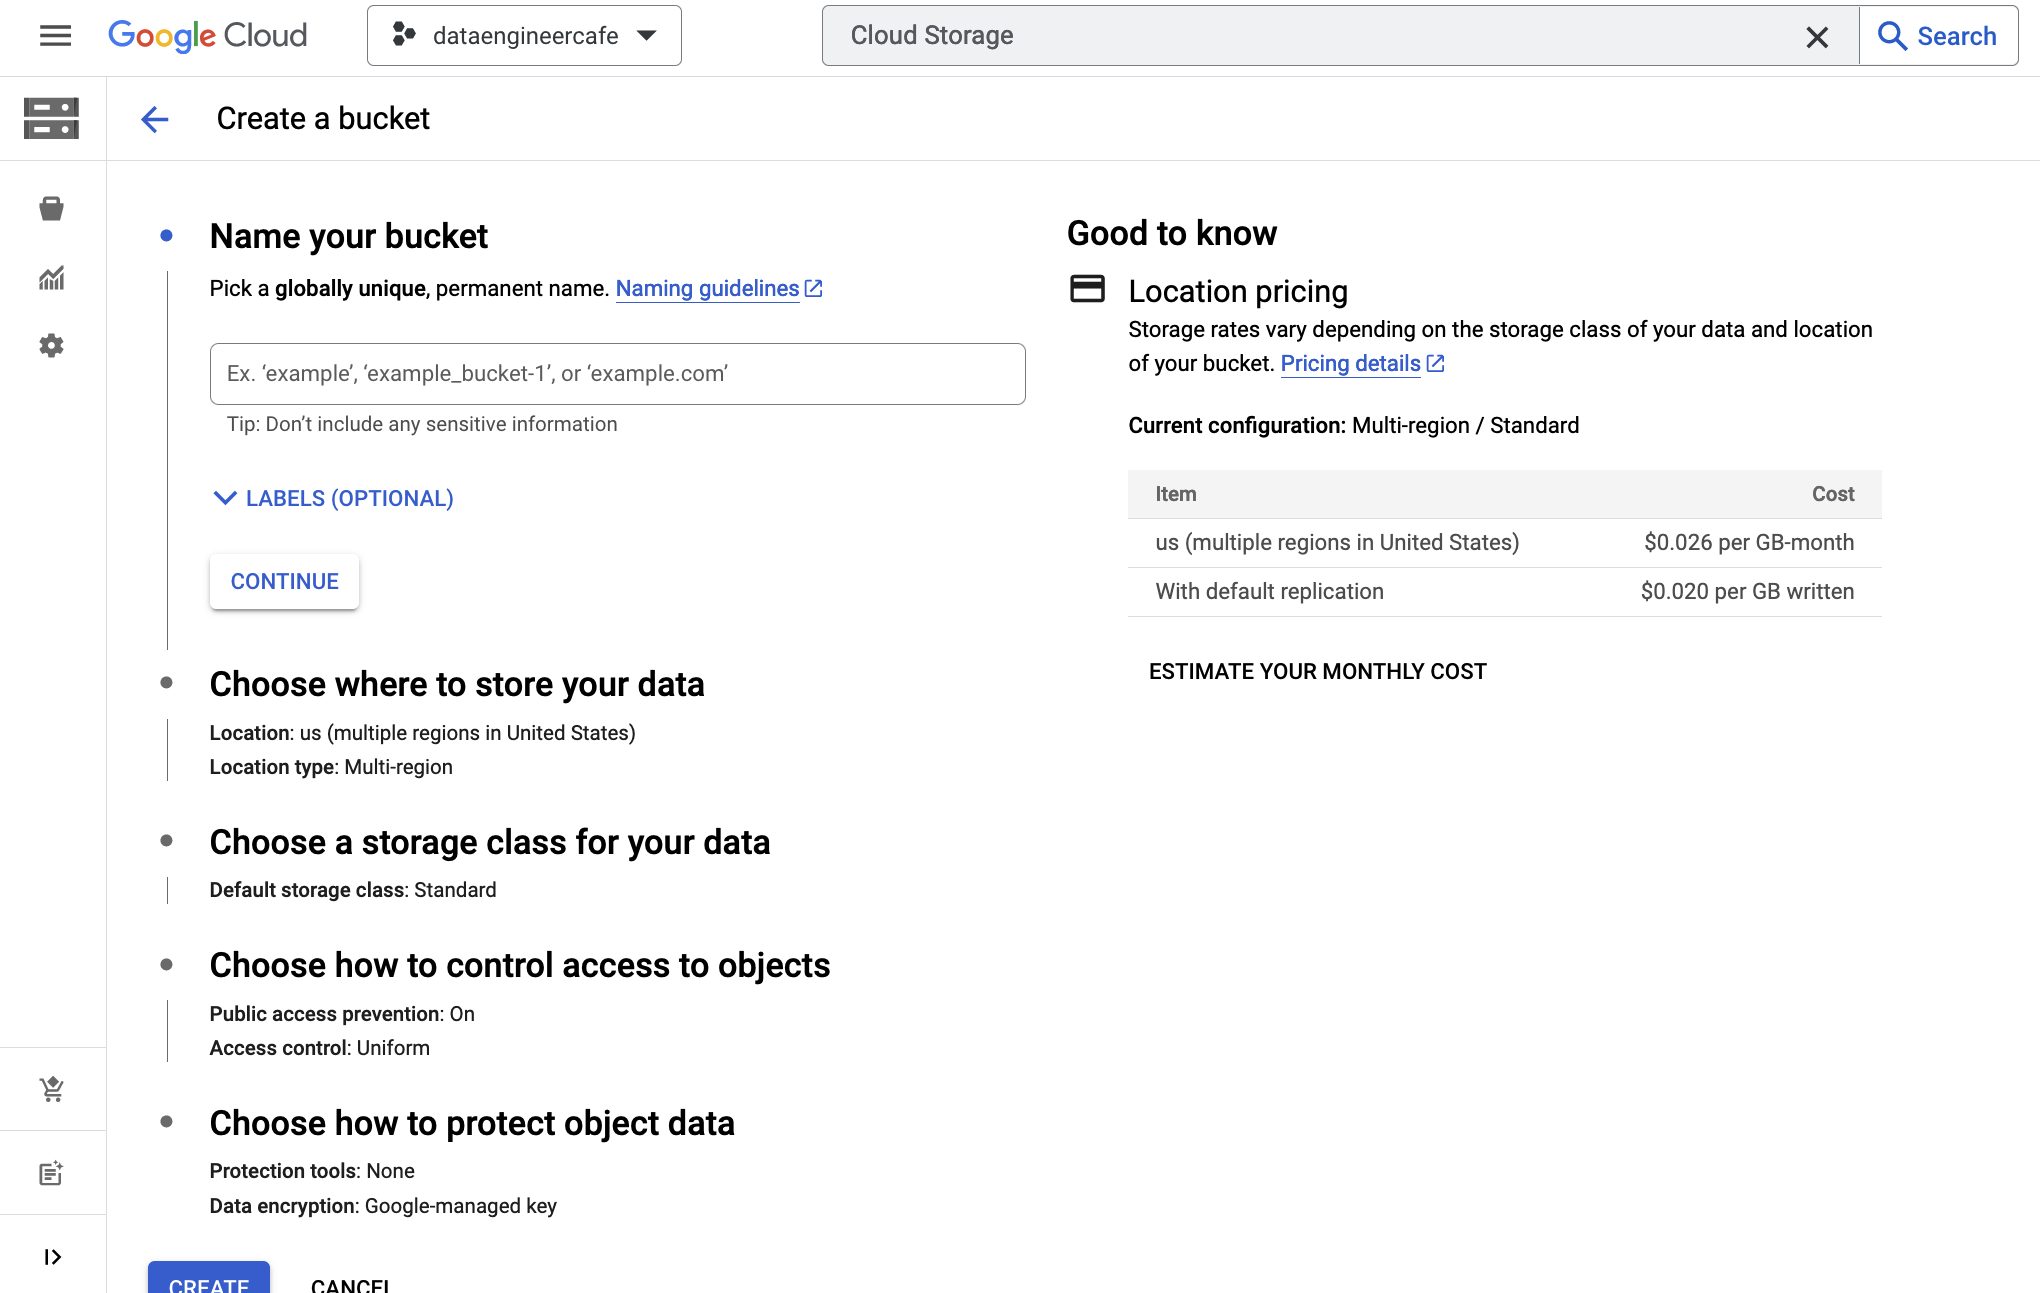 Google Cloud
dataengineercafe
Cloud Storage
Search
Create a bucket
Name your bucket
Pick a globally unique, permanent name. Naming guidelines
Ex. ‘example’, ‘example_bucket-1’, or ‘example.com’
Tip: Don’t include any sensitive information
LABELS (OPTIONAL)
CONTINUE
Choose where to store your data
Location: us (multiple regions in United States)
Location type: Multi-region
Choose a storage class for your data
Default storage class: Standard
Choose how to control access to objects
Public access prevention: On
Access control: Uniform
Choose how to protect object data
Protection tools: None
Data encryption: Google-managed key
CREATE
CANCEL
Good to know
Location pricing
Storage rates vary depending on the storage class of your data and location
of your bucket. Pricing details
Current configuration: Multi-region / Standard
Item Cost
us (multiple regions in United States) $0.026 per GB-month
With default replication $0.020 per GB written
ESTIMATE YOUR MONTHLY COST